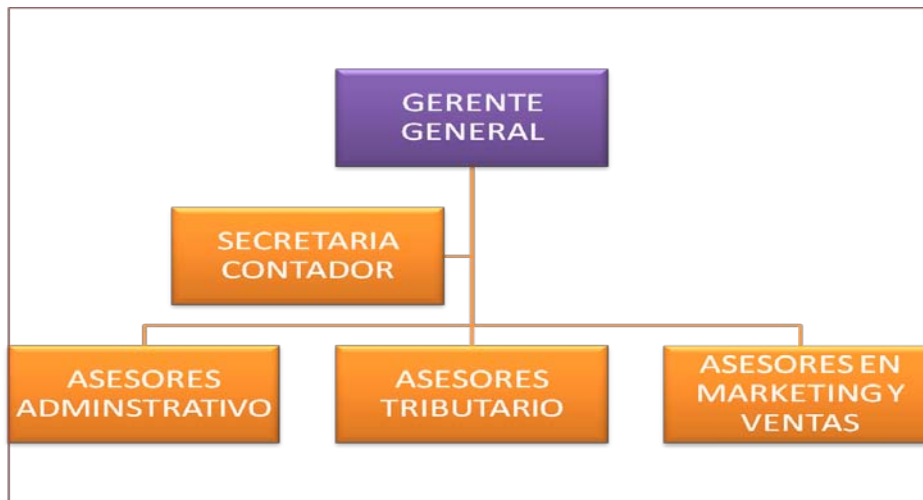 GERENTE
GENERAL
SECRETARIA
CONTADOR
ASESORES
ADMINSTRATIVO
ASESORES
TRIBUTARIO
ASESORES EN
MARKETING Y
VENTAS